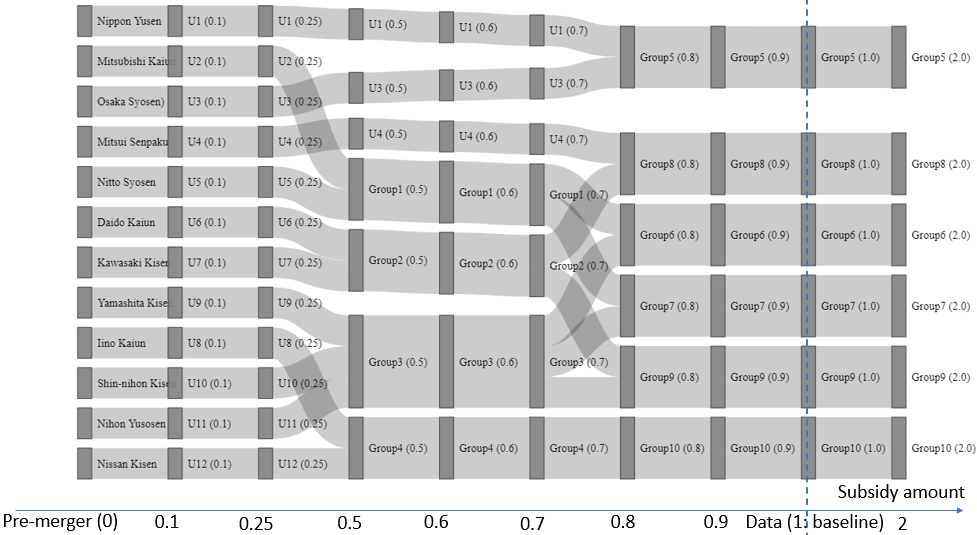 Nippon Yusen U1 (0.1) U1 (0.25) U1 (0.5) U1 (0.6) U1 (0.7) Group5 (0.8) Group5 (0.9) Group5 (1.0) Group5 (2.0)
Mitsubishi Kaiun U2 (0.1) U2 (0.25)
Osaka Syosen) U3 (0.1) U3 (0.25) U3 (0.5) U3 (0.6) U3 (0.7)
Mitsui Senpaku U4 (0.1) U4 (0.25) U4 (0.5) U4 (0.6) U4 (0.7) Group8 (0.8) Group8 (0.9) Group8 (1.0) Group8 (2.0)
Nitto Syosen U5 (0.1) U5 (0.25) Group1 (0.5) Group1 (0.6) Group1 (0.7)
Daido Kaiun U6 (0.1) U6 (0.25) Group6 (0.8) Group6 (0.9) Group6 (1.0) Group6 (2.0)
Kawasaki Kisen U7 (0.1) U7 (0.25) Group2 (0.5) Group2 (0.6) Group2 (0.7)
Yamashita Kisen U9 (0.1) U9 (0.25) Group7 (0.8) Group7 (0.9) Group7 (1.0) Group7 (2.0)
Iino Kaiun U8 (0.1) U8 (0.25) Group3 (0.5) Group3 (0.6) Group3 (0.7)
Shin-nihon Kisen U10 (0.1) U10 (0.25) Group9 (0.8) Group9 (0.9) Group9 (1.0) Group9 (2.0)
Nihon Yusosen U11 (0.1) U11 (0.25)
Nissan Kisen U12 (0.1) U12 (0.25) Group4 (0.5) Group4 (0.6) Group4 (0.7) Group10 (0.8) Group10 (0.9) Group10 (1.0) Group10 (2.0)
Subsidy amount
Pre-merger (0) 0.1 0.25 0.5 0.6 0.7 0.8 0.9 Data (1: baseline) 2